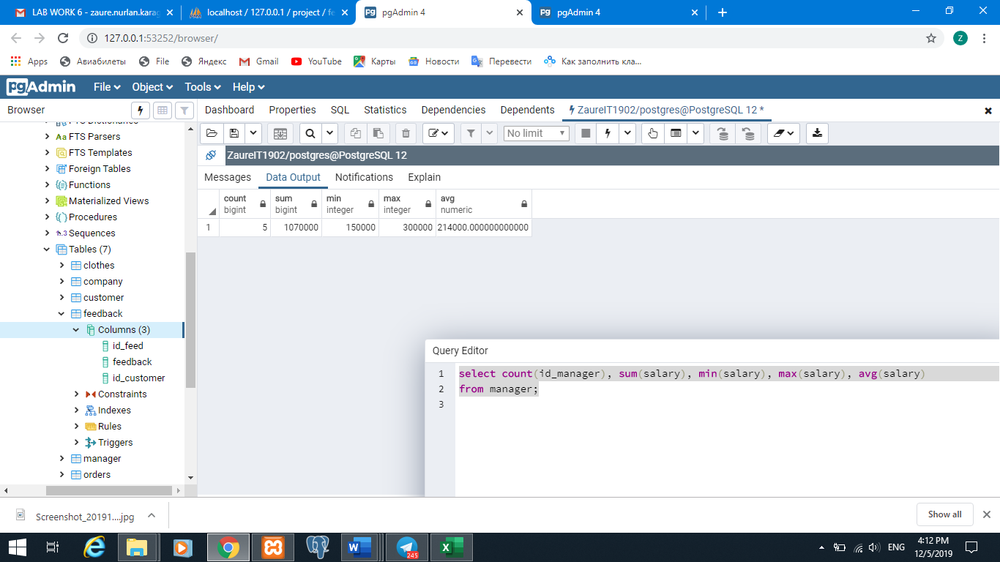 LAB WORK 6 - zaure.nurlan.karag
localhost / 127.0.0.1 / project / fe
pgAdmin 4
pgAdmin 4
127.0.0.1:53252/browser/
Z
Apps
Авиабилеты
File
Яндекс
Gmail
YouTube
Карты
Новости
Перевести
Как заполнить кла...
pgAdmin
File
Object
Tools
Help
Browser
Dashboard
Properties
SQL
Statistics
Dependencies
Dependents
ZaureIT1902/postgres@PostgreSQL 12 *
FTS Dictionaries
FTS Parsers
FTS Templates
Foreign Tables
Functions
Materialized Views
Procedures
Sequences
Tables (7)
clothes
company
customer
feedback
Columns (3)
id_feed
feedback
id_customer
Constraints
Indexes
Rules
Triggers
manager
orders
No limit
ZaureIT1902/postgres@PostgreSQL 12
Messages
Data Output
Notifications
Explain
count bigint
sum bigint
min integer
max integer
avg numeric
1 5 1070000 150000 300000 214000.000000000000
Query Editor
1 select count(id_manager), sum(salary), min(salary), max(salary), avg(salary)
2 from manager;
3
Screenshot_20191....jpg
Show all
245
ENG
4:12 PM
12/5/2019